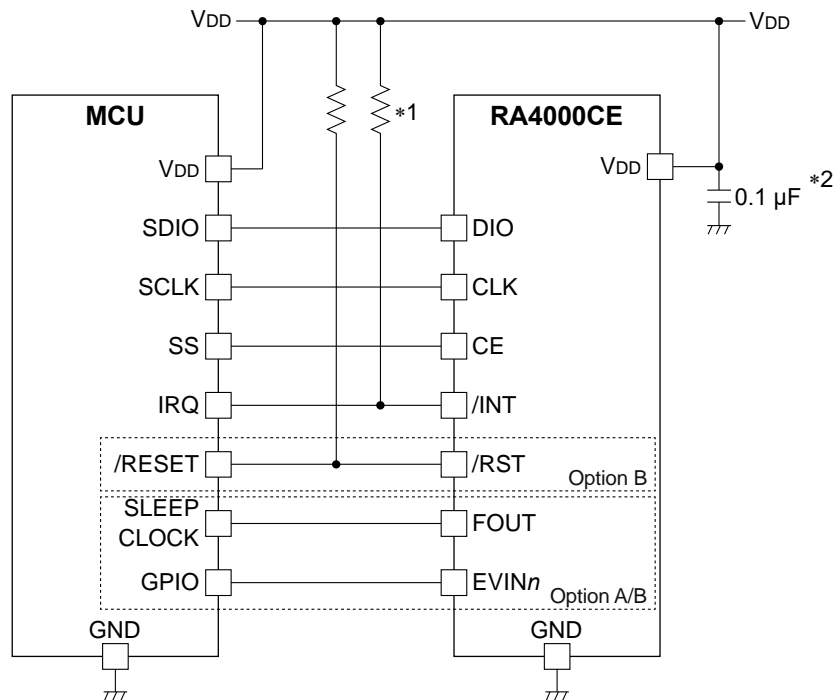 VDD VDD
MCU *1 RA4000CE
VDD VDD
0.1 µF *2
SDIO DIO
SCLK CLK
SS CE
IRQ /INT
/RESET /RST
Option B
SLEEP
CLOCK FOUT
GPIO EVINn
Option A/B
GND GND